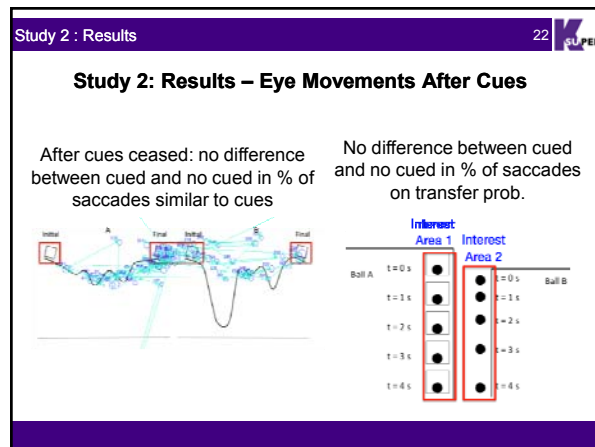 Study 2 : Results
22
K
SUPER
Study 2: Results – Eye Movements After Cues
After cues ceased: no difference
between cued and no cued in % of
saccades similar to cues
No difference between cued
and no cued in % of saccades
on transfer prob.
Initial A Final Initial B Final
Interest
Area 1
Interest
Area 2
Ball A
Ball B
t = 0 s
t = 1 s
t = 2 s
t = 3 s
t = 4 s
t = 0 s
t = 1 s
t = 2 s
t = 3 s
t = 4 s